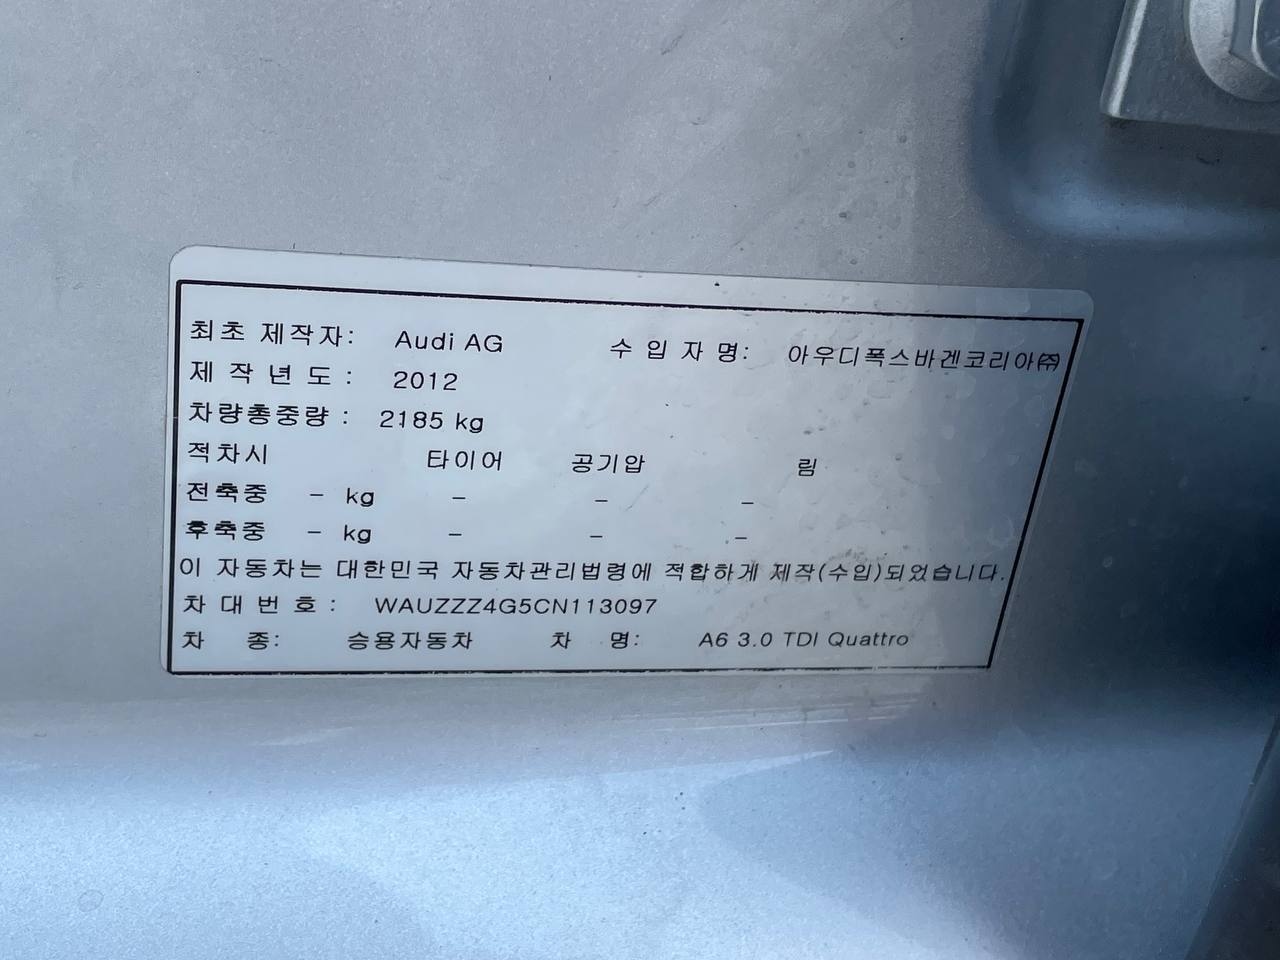 최초 제작자: Audi AG 수 입 자 명: 아우디폭스바겐코리아㈜
제 작 년 도 : 2012
차량총중량 : 2185 kg
적차시 타이어 공기압 림
전축중 - kg - - -
후축중 - kg - - -
이 자동차는 대한민국 자동차관리법령에 적합하게 제작(수입)되었습니다.
차 대 번 호 : WAUZZZ4G5CN113097
차 종: 승용자동차 차 명: A6 3.0 TDI Quattro